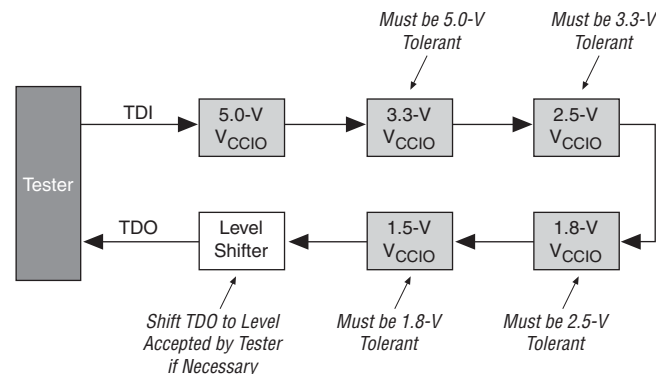 Must be 5.0-V
Tolerant
Must be 3.3-V
Tolerant
Tester
TDI
5.0-V
VCCIO
3.3-V
VCCIO
2.5-V
VCCIO
TDO
Level
Shifter
1.5-V
VCCIO
1.8-V
VCCIO
Shift TDO to Level
Accepted by Tester
if Necessary
Must be 1.8-V
Tolerant
Must be 2.5-V
Tolerant